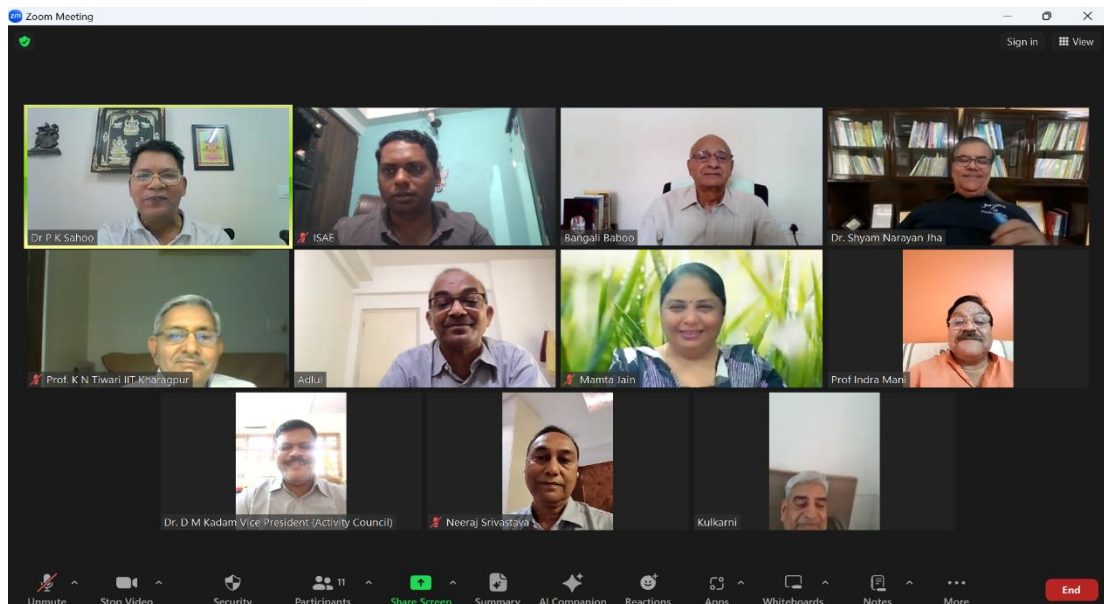 zm Zoom Meeting
Sign in View
Dr P K Sahoo
ISAE
Bangali Baboo
Dr. Shyam Narayan Jha
Prof. K N Tiwari IIT Kharagpur
Adlul
Mamta Jain
Prof Indra Mani
Dr. D M Kadam Vice President (Activity Council)
Neeraj Srivastava
Kulkarni
11
Unmute Stop Video Security Participants Share Screen Summary AI Companion Reactions Apps Whiteboards Notes More
End